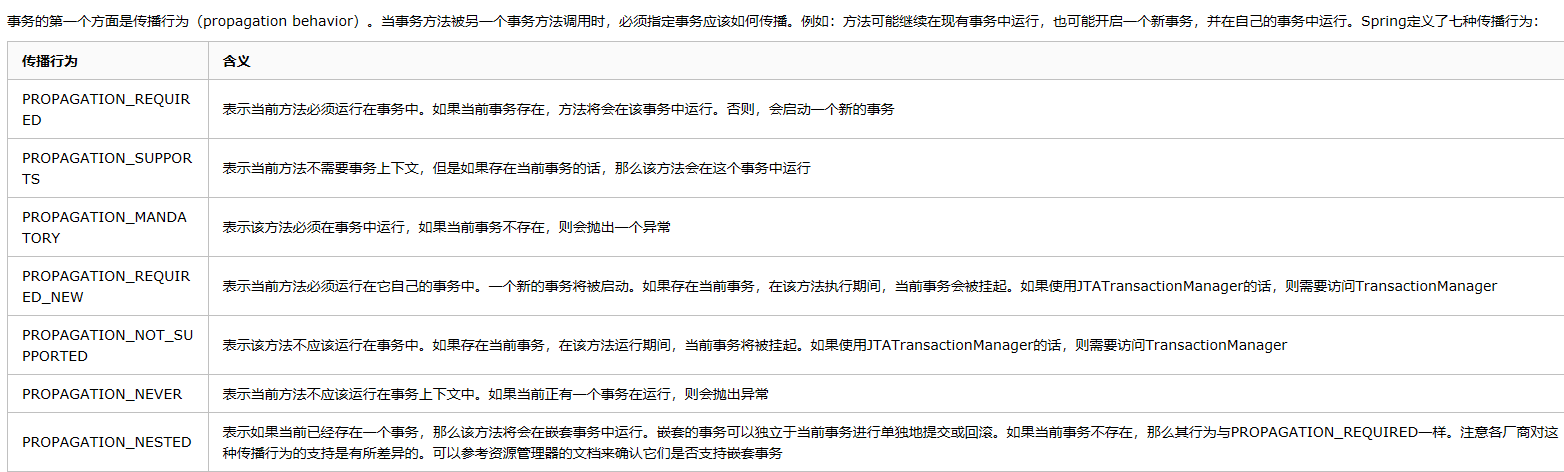 事务的第一个方面是传播行为（propagation behavior）。当事务方法被另一个事务方法调用时，必须指定事务应该如何传播。例如：方法可能继续在现有事务中运行，也可能开启一个新事务，并在自己的事务中运行。Spring定义了七种传播行为：
传播行为
含义
PROPAGATION_REQUIR
ED
表示当前方法必须运行在事务中。如果当前事务存在，方法将会在该事务中运行。否则，会启动一个新的事务
PROPAGATION_SUPPOR
TS
表示当前方法不需要事务上下文，但是如果存在当前事务的话，那么该方法会在这个事务中运行
PROPAGATION_MANDA
TORY
表示该方法必须在事务中运行，如果当前事务不存在，则会抛出一个异常
PROPAGATION_REQUIR
ED_NEW
表示当前方法必须运行在它自己的事务中。一个新的事务将被启动。如果存在当前事务，在该方法执行期间，当前事务会被挂起。如果使用JTATransactionManager的话，则需要访问TransactionManager
PROPAGATION_NOT_SU
PPORTED
表示该方法不应该运行在事务中。如果存在当前事务，在该方法运行期间，当前事务将被挂起。如果使用JTATransactionManager的话，则需要访问TransactionManager
PROPAGATION_NEVER
表示当前方法不应该运行在事务上下文中。如果当前正有一个事务在运行，则会抛出异常
PROPAGATION_NESTED
表示如果当前已经存在一个事务，那么该方法将会在嵌套事务中运行。嵌套的事务可以独立于当前事务进行单独地提交或回滚。如果当前事务不存在，那么其行为与PROPAGATION_REQUIRED一样。注意各厂商对这
种传播行为的支持是有所差异的。可以参考资源管理器的文档来确认它们是否支持嵌套事务